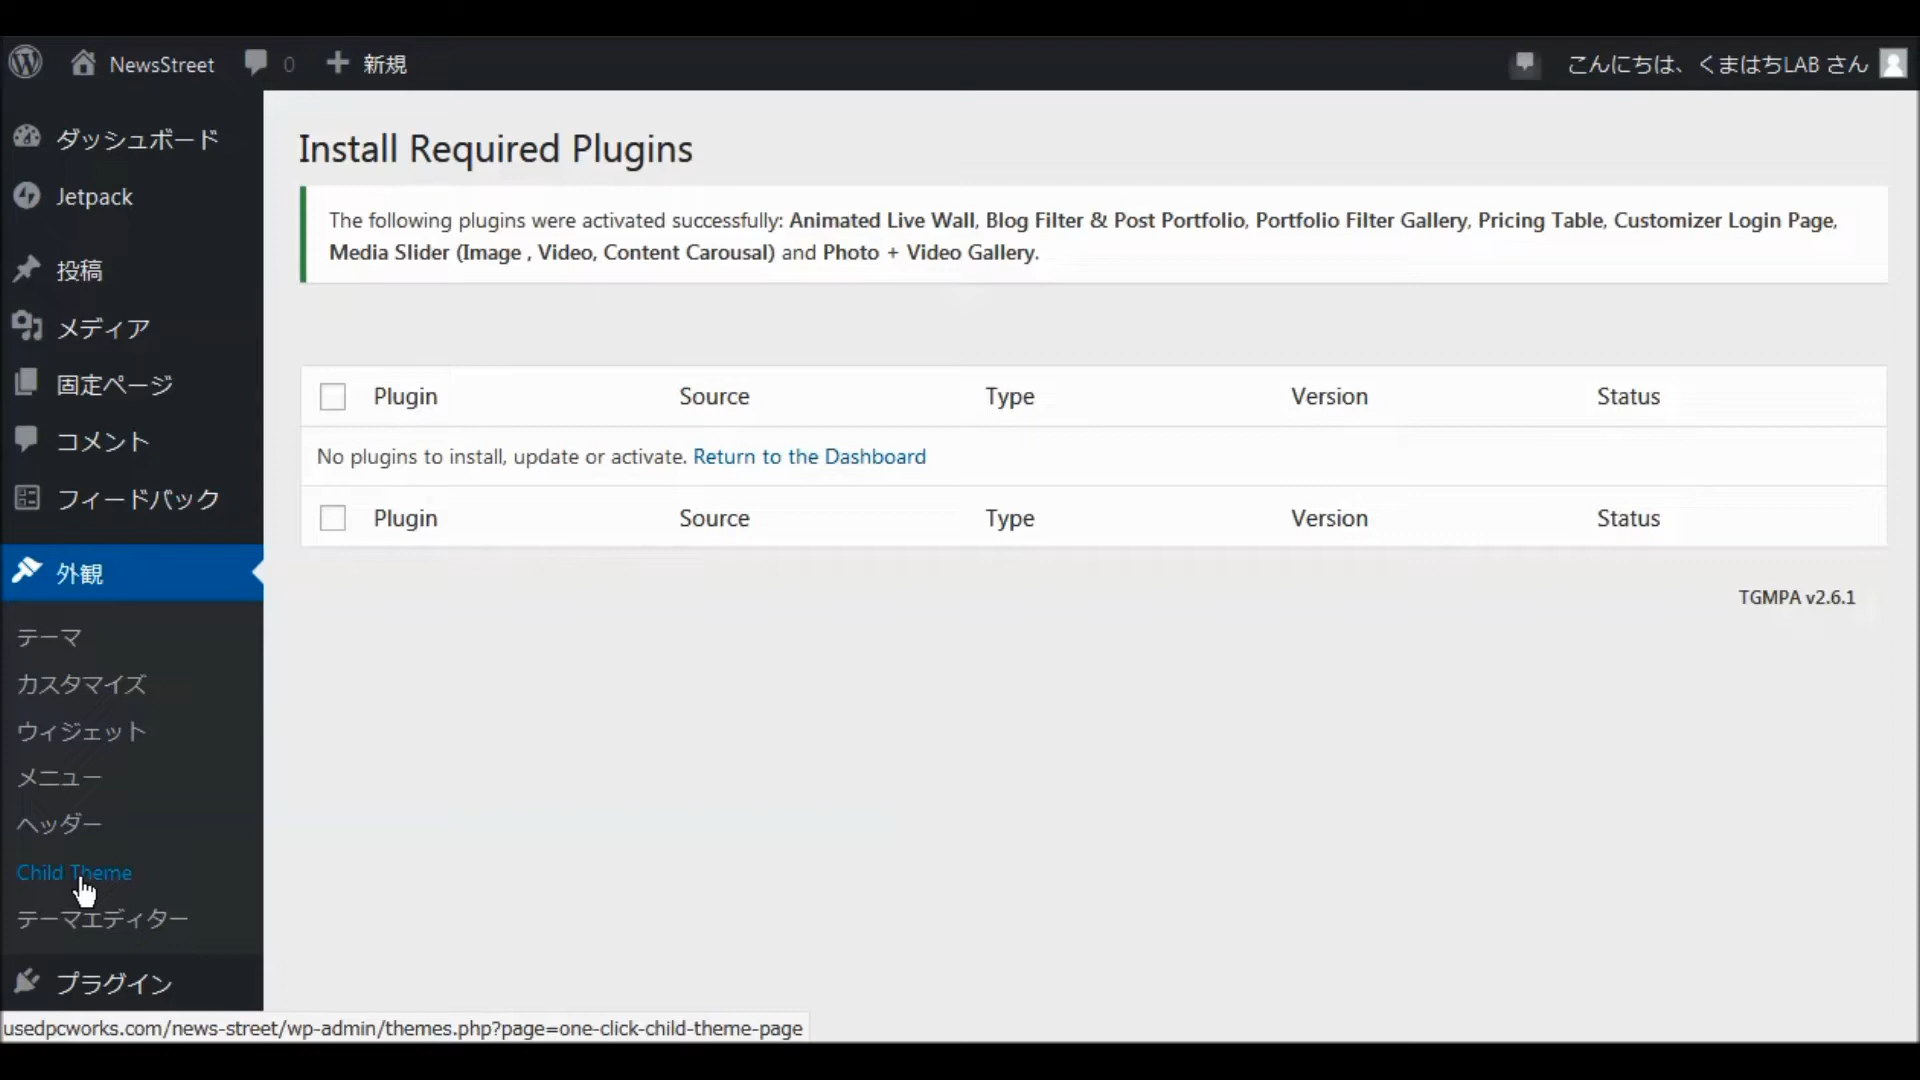 NewsStreet 0 新規 こんにちは、くまはちLAB さん
ダッシュボード
Jetpack
投稿
メディア
固定ページ
コメント
フィードバック
外観
テーマ
カスタマイズ
ウィジェット
メニュー
ヘッダー
Child Theme
テーマエディター
プラグイン
Install Required Plugins
The following plugins were activated successfully: Animated Live Wall, Blog Filter & Post Portfolio, Portfolio Filter Gallery, Pricing Table, Customizer Login Page,
Media Slider (Image , Video, Content Carousal) and Photo + Video Gallery.
Plugin Source Type Version Status
No plugins to install, update or activate. Return to the Dashboard
Plugin Source Type Version Status
TGMPA v2.6.1
usedpcworks.com/news-street/wp-admin/themes.php?page=one-click-child-theme-page